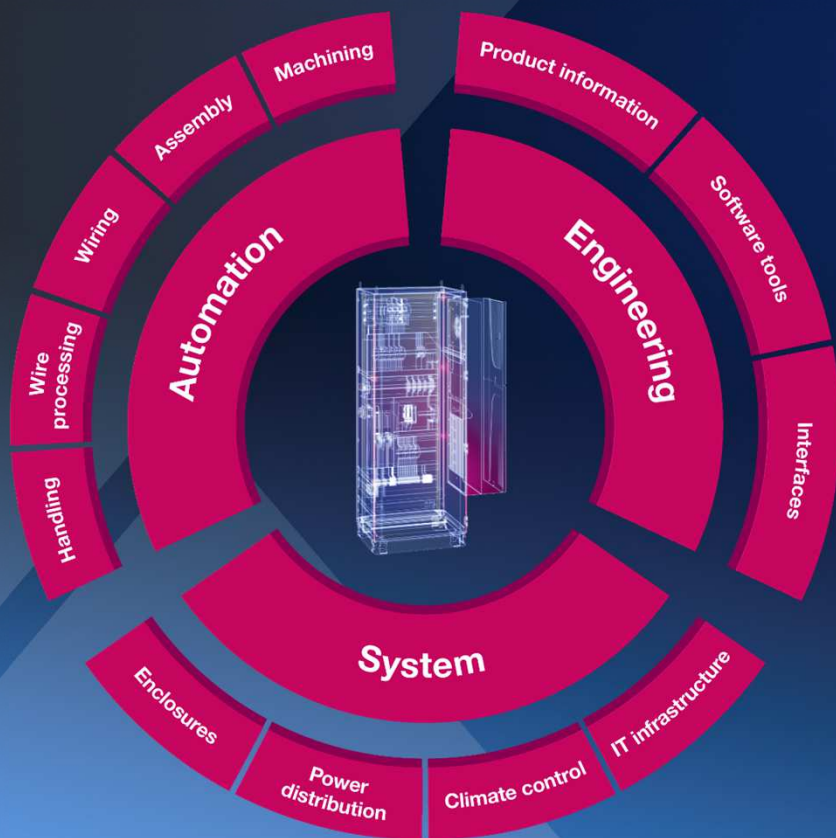 Machining
Assembly
Wiring
Wire
processing
Handling
Automation
Product information
Software tools
Interfaces
Engineering
System
Enclosures
Power
distribution
Climate control
IT infrastructure